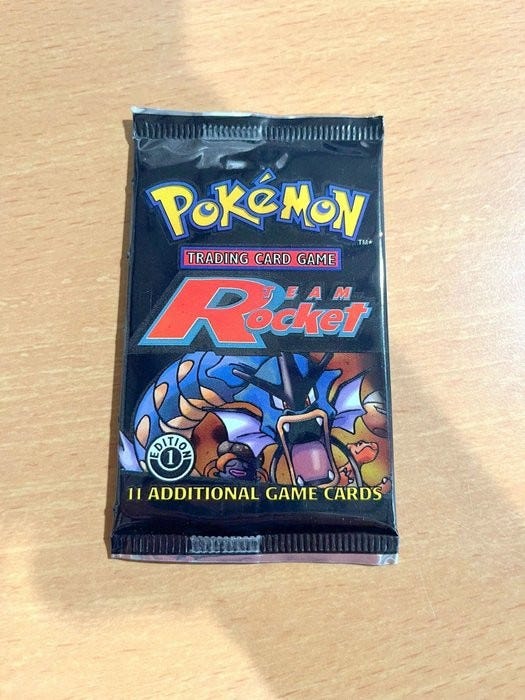 POKéMON
TM
TRADING CARD GAME
TEAM
Rocket
EDITION
1
11 ADDITIONAL GAME CARDS